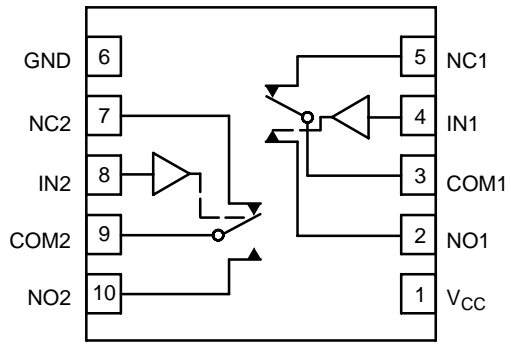 GND 6 5 NC1
NC2 7 4 IN1
IN2 8 3 COM1
COM2 9 2 NO1
NO2 10 1 VCC